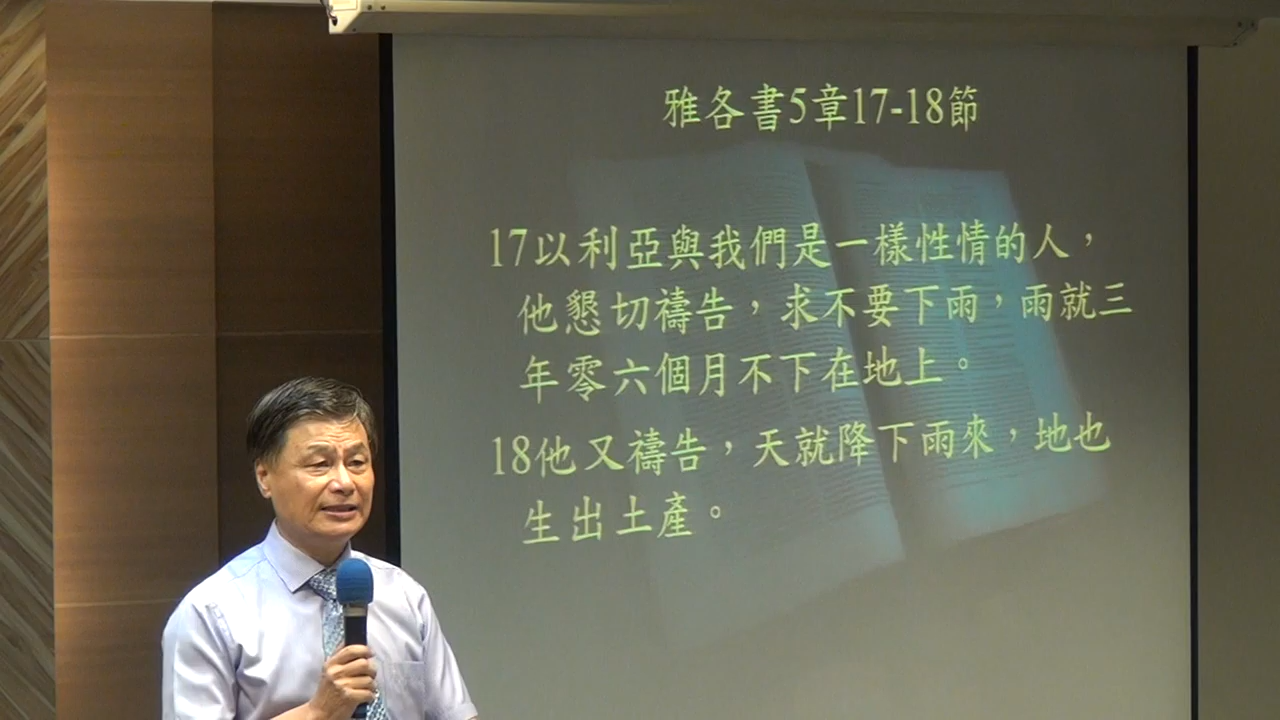 雅各書5章17-18節
17以利亞與我們是一樣性情的人，
他懇切禱告，求不要下雨，雨就三
年零六個月不下在地上。
18他又禱告，天就降下雨來，地也
生出土產。